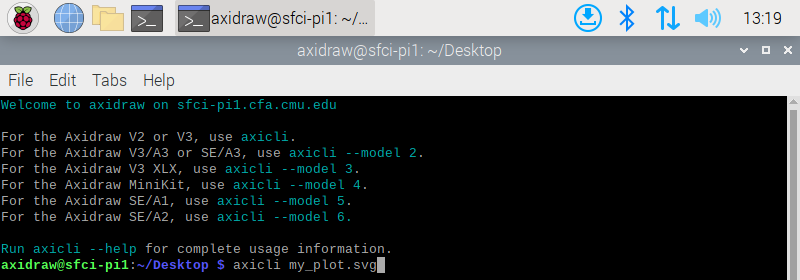 axidraw@sfci-pi1: ~/... 13:19
axidraw@sfci-pi1: ~/Desktop
File Edit Tabs Help
Welcome to axidraw on sfci-pi1.cfa.cmu.edu
For the Axidraw V2 or V3, use axicli.
For the Axidraw V3/A3 or SE/A3, use axicli --model 2.
For the Axidraw V3 XLX, use axicli --model 3.
For the Axidraw MiniKit, use axicli --model 4.
For the Axidraw SE/A1, use axicli --model 5.
For the Axidraw SE/A2, use axicli --model 6.
Run axicli --help for complete usage information.
axidraw@sfci-pi1:~/Desktop $ axicli my_plot.svg